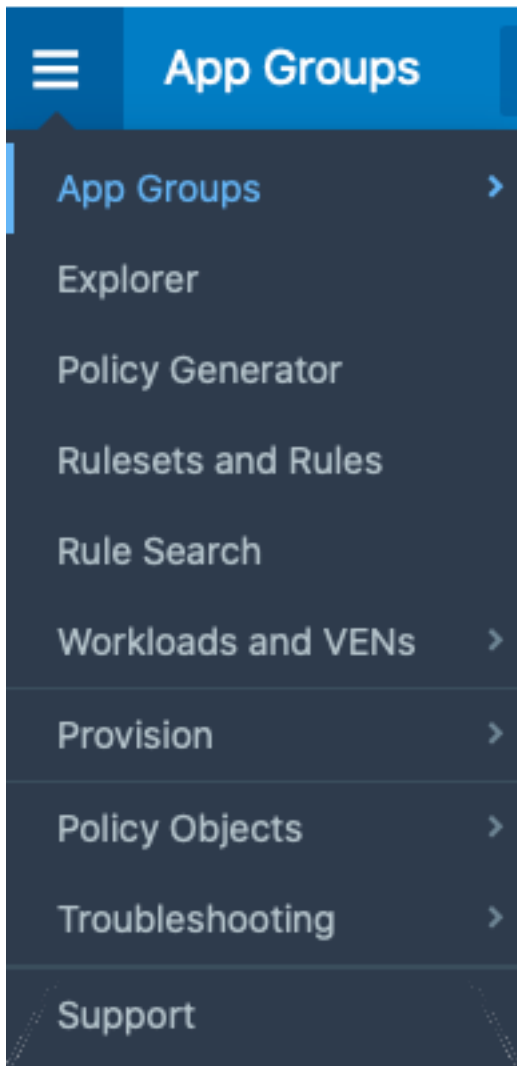 App Groups
App Groups
Explorer
Policy Generator
Rulesets and Rules
Rule Search
Workloads and VENs
Provision
Policy Objects
Troubleshooting
Support